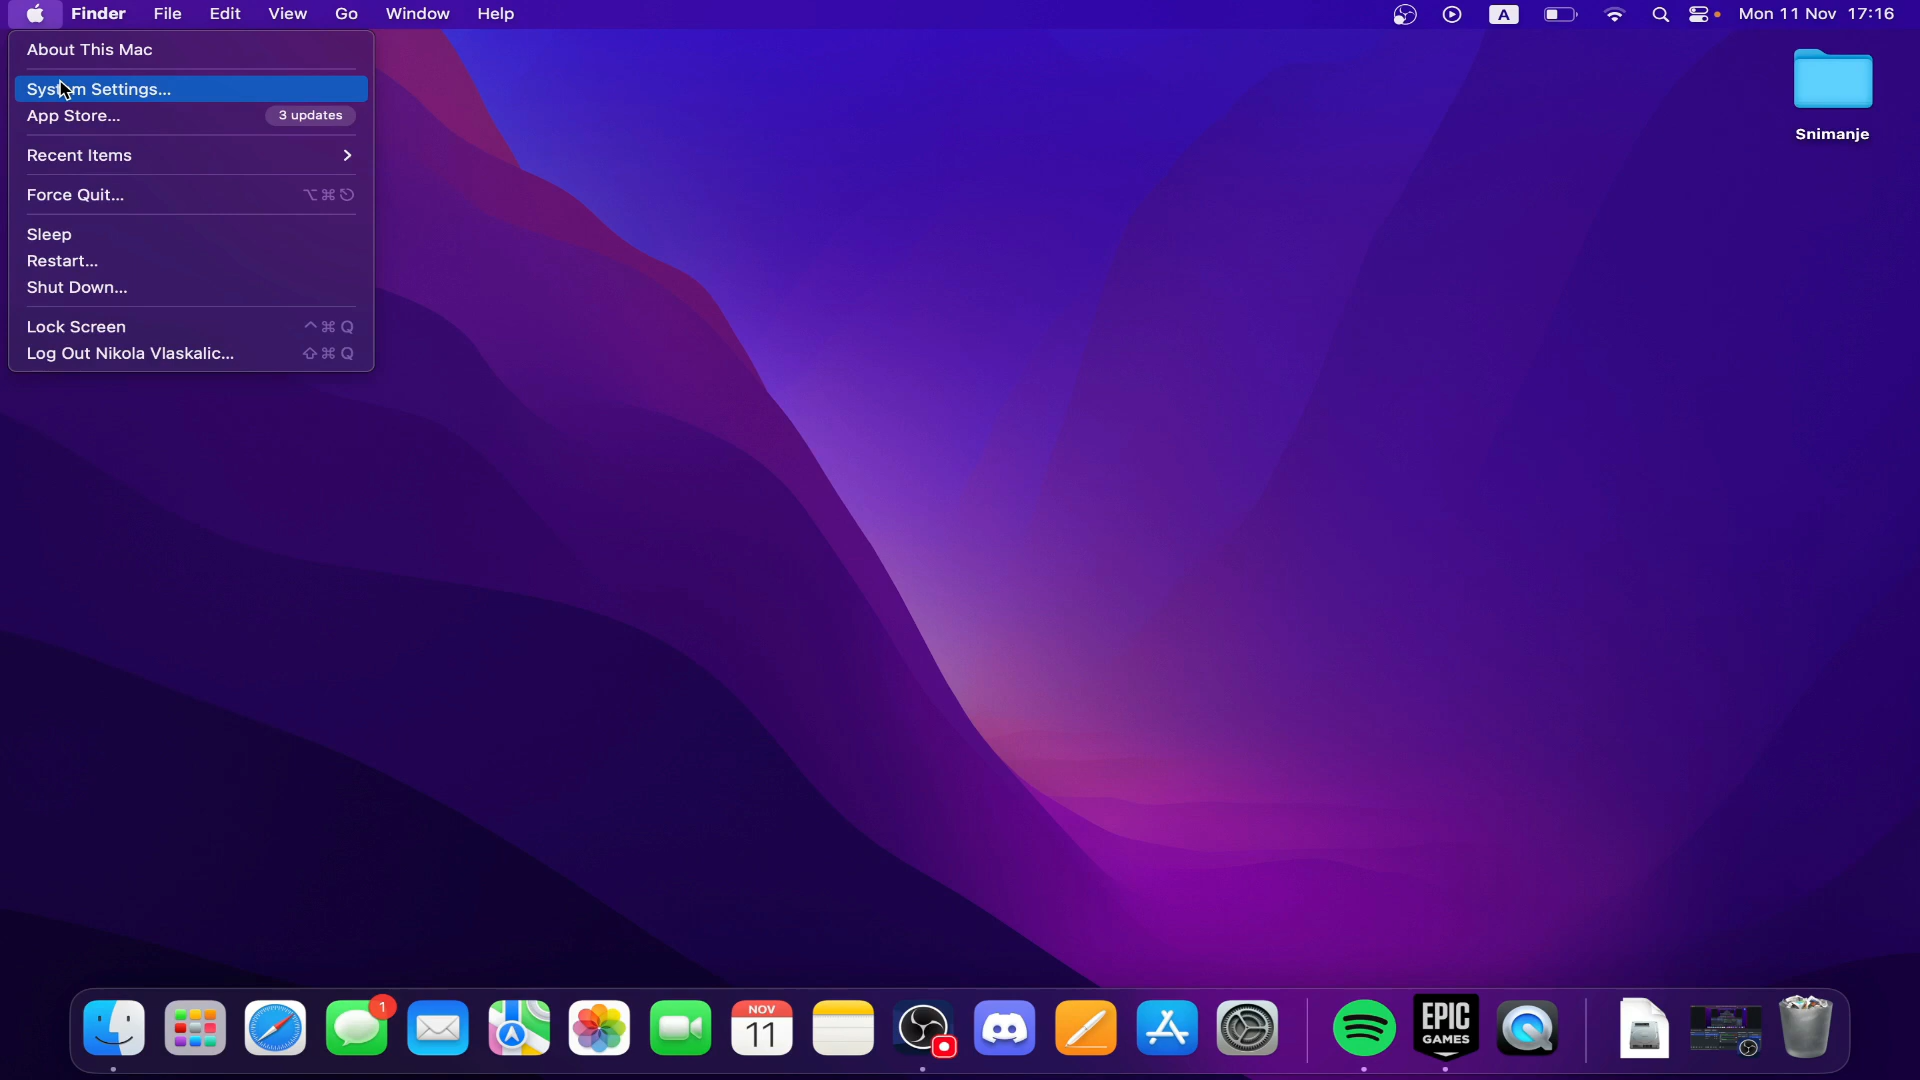 Finder File Edit View Go Window Help A Mon 11 Nov 17:16
About This Mac
System Settings...
App Store... 3 updates
Recent Items
Force Quit... ⌥⌘⎋
Sleep
Restart...
Shut Down...
Lock Screen ^⌘Q
Log Out Nikola Vlaskalic... ⇧⌘Q
Snimanje
1
NOV
11
EPIC
GAMES